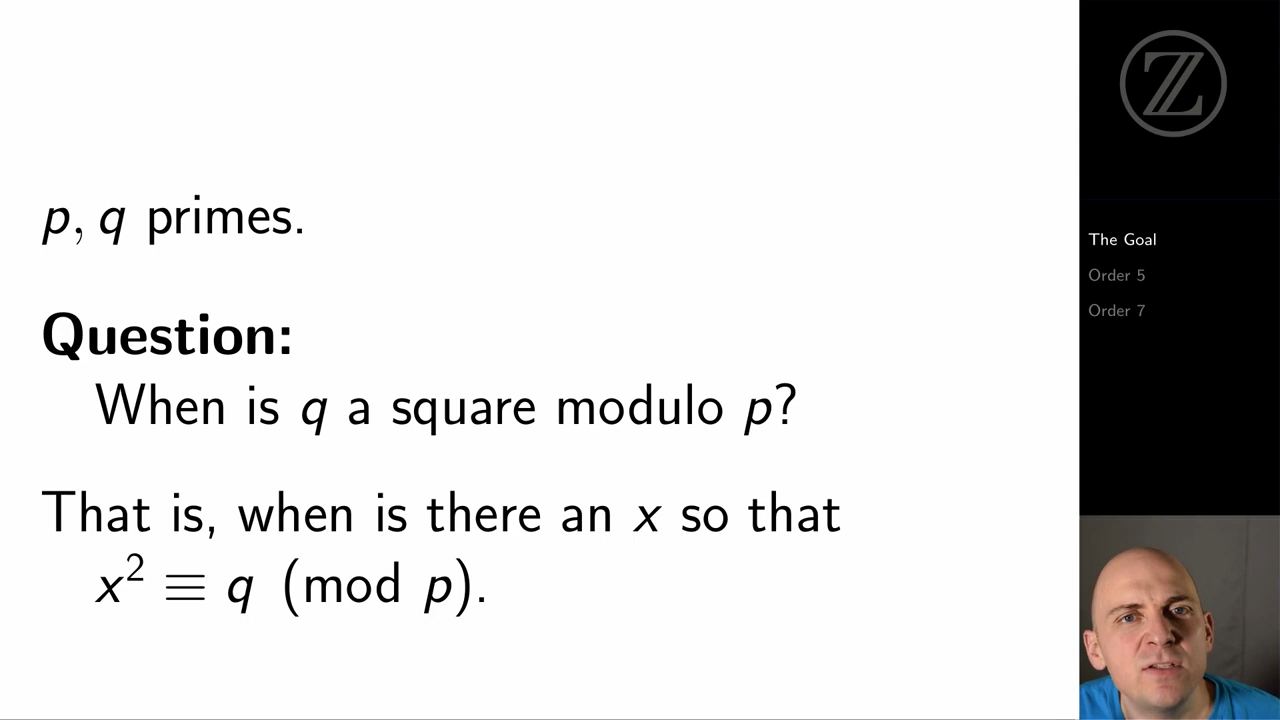 p, q primes.
Question:
When is q a square modulo p?
That is, when is there an x so that
x² ≡ q (mod p).
ℤ
The Goal
Order 5
Order 7